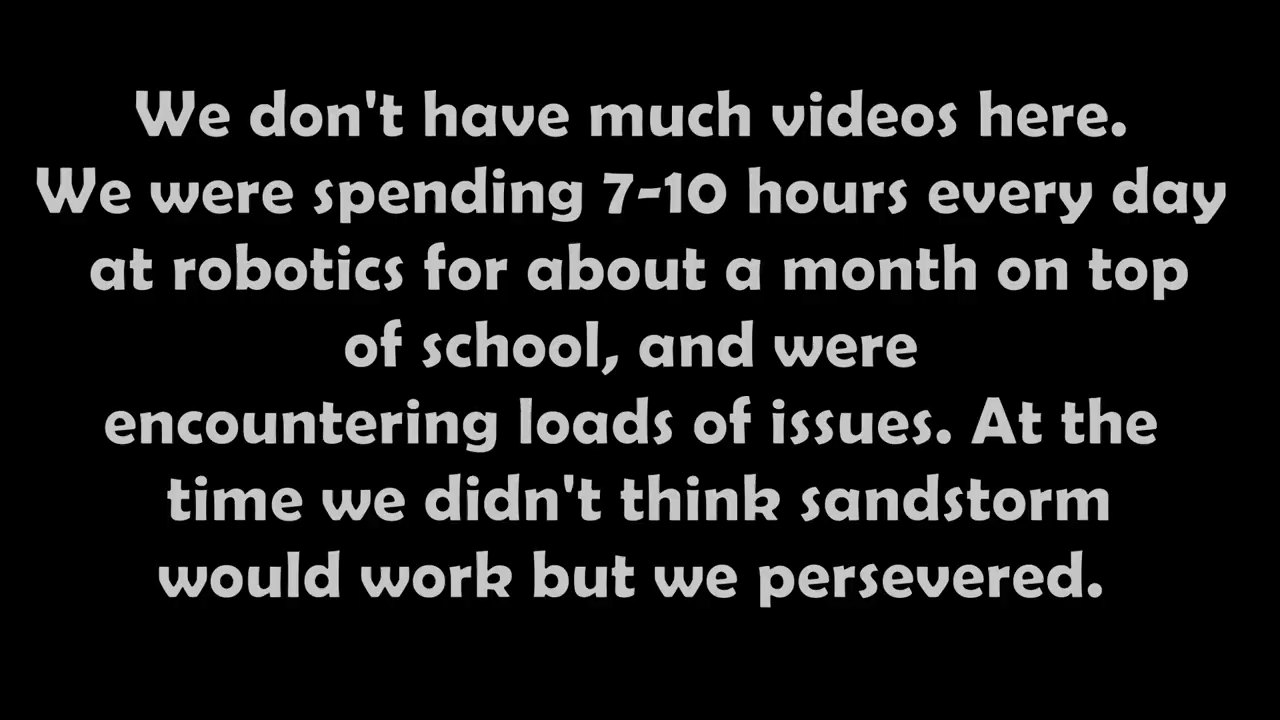 We don't have much videos here.
We were spending 7-10 hours every day
at robotics for about a month on top
of school, and were
encountering loads of issues. At the
time we didn't think sandstorm
would work but we persevered.